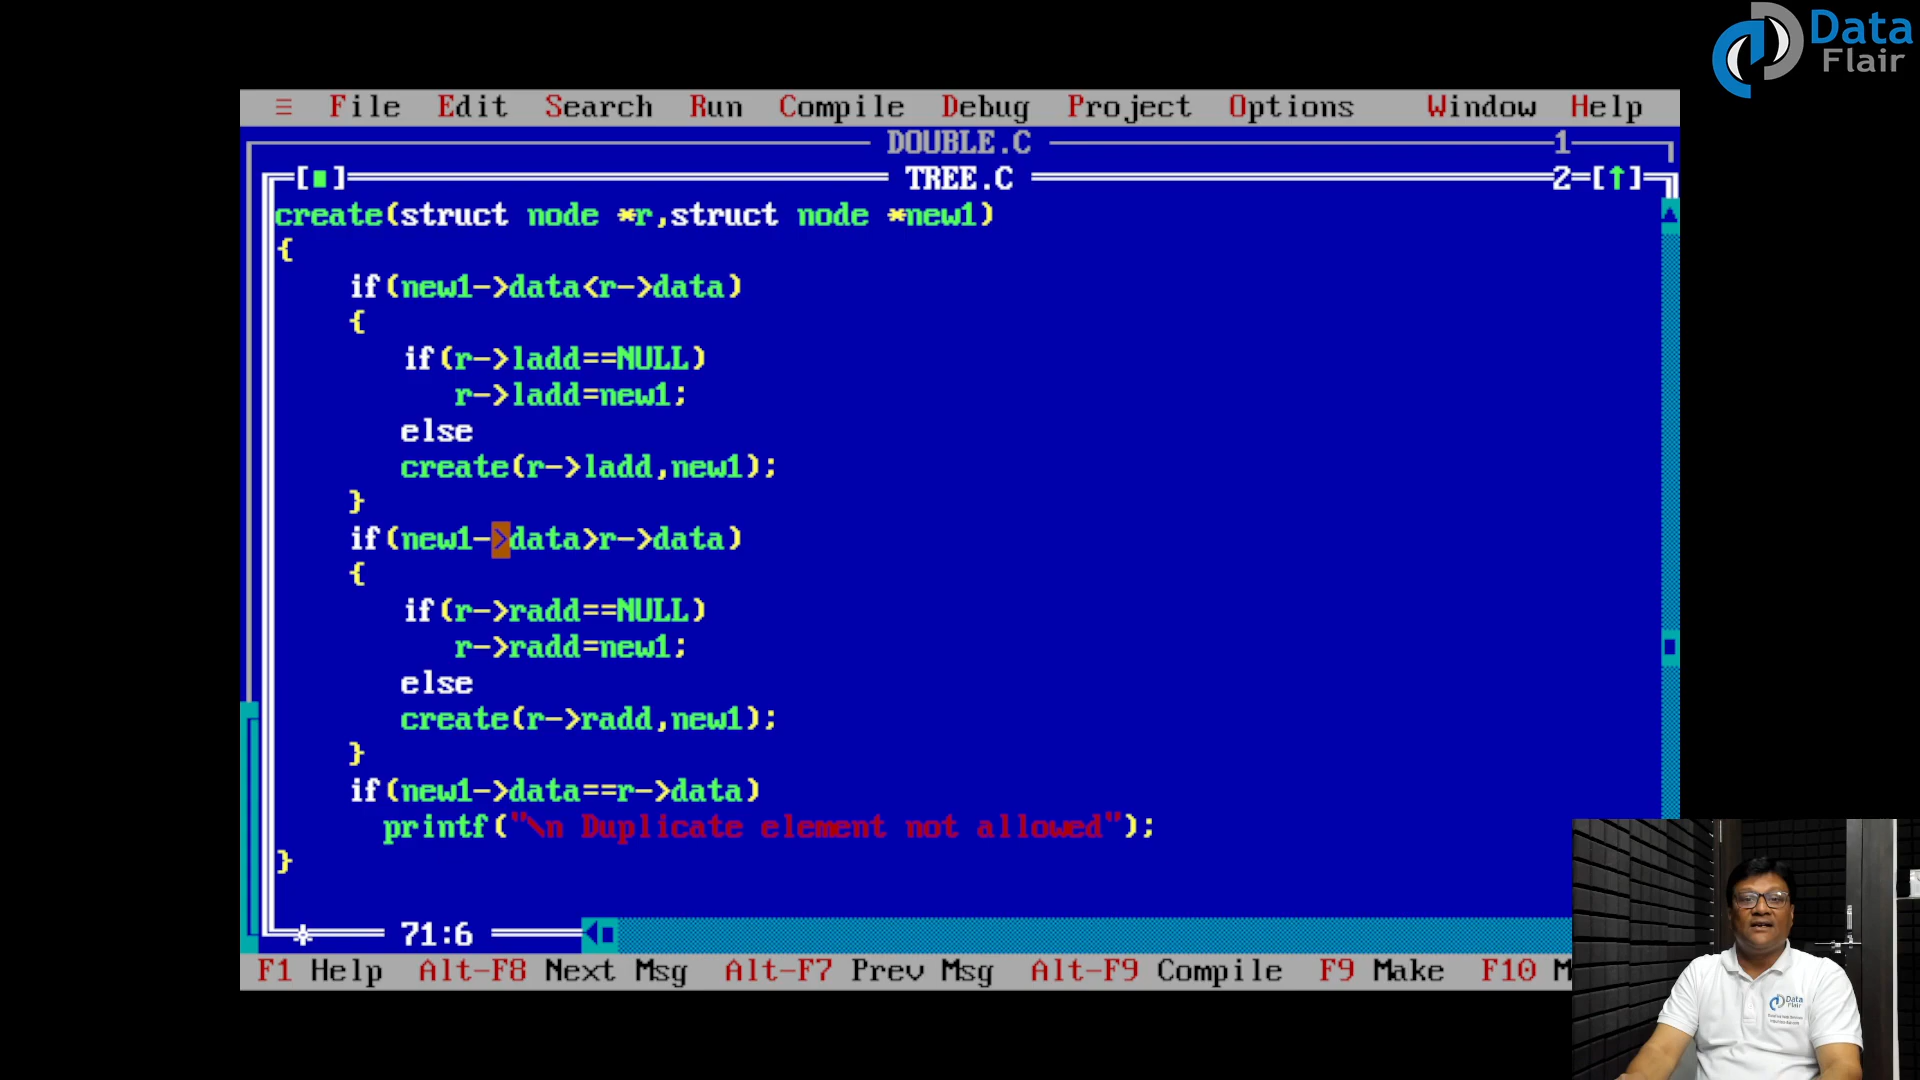 Data
Flair
≡ File Edit Search Run Compile Debug Project Options Window Help
DOUBLE.C 1
[■] TREE.C 2=[↑]
create(struct node *r,struct node *new1)
{
if(new1->data<r->data)
{
if(r->ladd==NULL)
r->ladd=new1;
else
create(r->ladd,new1);
}
if(new1->data>r->data)
{
if(r->radd==NULL)
r->radd=new1;
else
create(r->radd,new1);
}
if(new1->data==r->data)
printf("\n Duplicate element not allowed");
}
71:6
F1 Help Alt-F8 Next Msg Alt-F7 Prev Msg Alt-F9 Compile F9 Make F10 M
Data
Flair